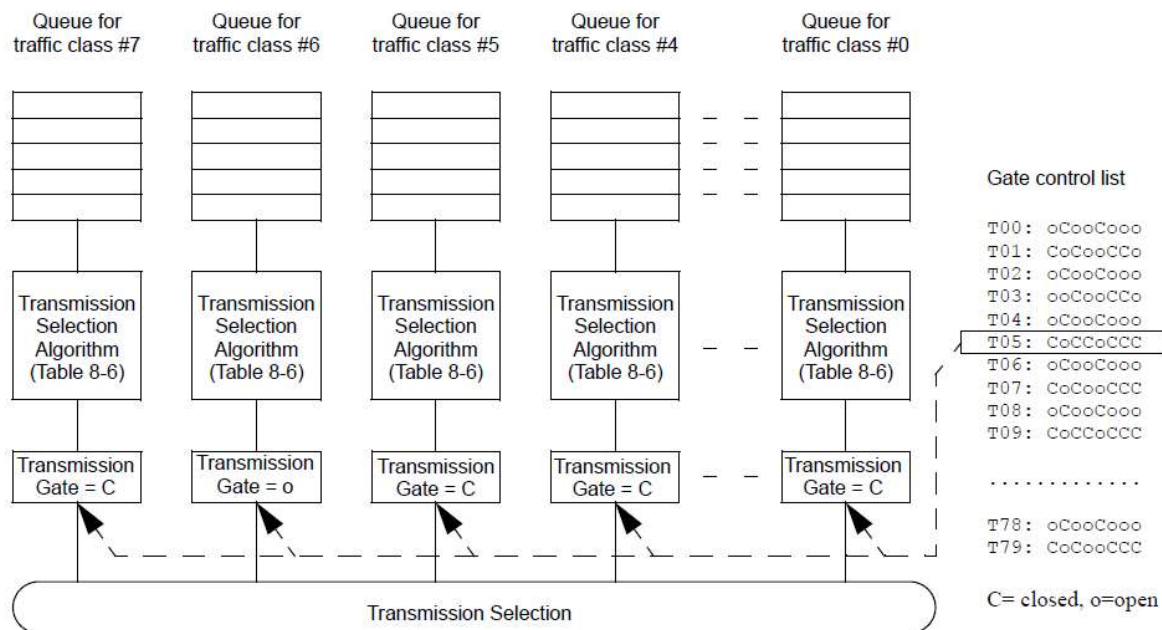 Queue for
traffic class #7
Queue for
traffic class #6
Queue for
traffic class #5
Queue for
traffic class #4
Queue for
traffic class #0
Transmission
Selection
Algorithm
(Table 8-6)
Transmission
Selection
Algorithm
(Table 8-6)
Transmission
Selection
Algorithm
(Table 8-6)
Transmission
Selection
Algorithm
(Table 8-6)
Transmission
Selection
Algorithm
(Table 8-6)
Transmission
Gate = C
Transmission
Gate = o
Transmission
Gate = C
Transmission
Gate = C
Transmission
Gate = C
Transmission Selection
Gate control list
T00: oCooCooo
T01: CoCooCCo
T02: oCooCooo
T03: ooCooCCo
T04: oCooCooo
T05: CoCCoCCC
T06: oCooCooo
T07: CoCooCCC
T08: oCooCooo
T09: CoCCoCCC
.............
T78: oCooCooo
T79: CoCooCCC
C= closed, o=open